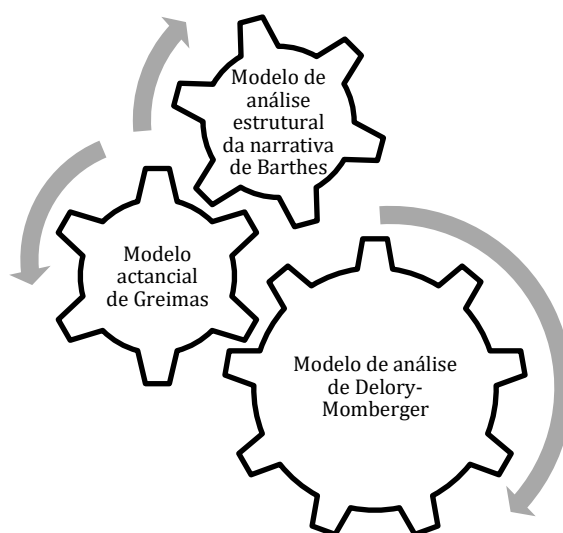 Modelo de
análise
estrutural
da narrativa
de Barthes
Modelo
actancial
de Greimas
Modelo de análise
de Delory-
Momberger